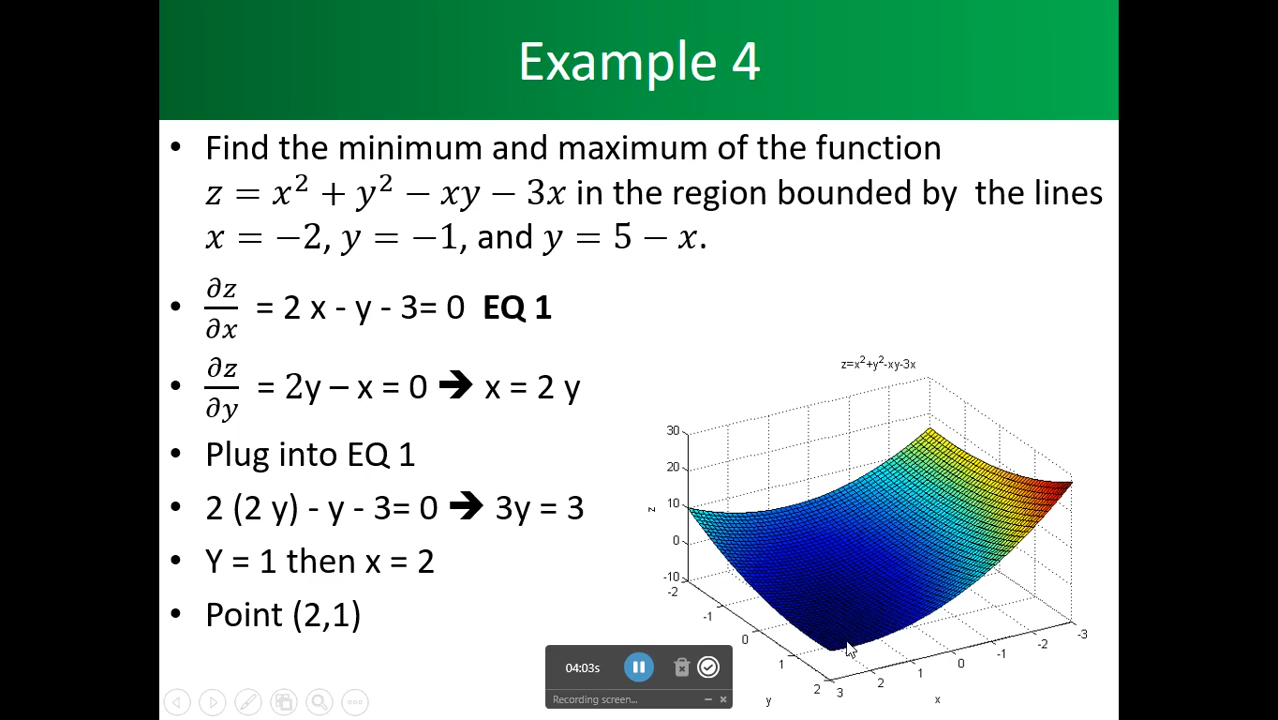 Example 4
• Find the minimum and maximum of the function
z = x² + y² − xy − 3x in the region bounded by the lines
x = −2, y = −1, and y = 5 − x.
• ∂z/∂x = 2 x - y - 3= 0 EQ 1
• ∂z/∂y = 2y – x = 0 ➔ x = 2 y
• Plug into EQ 1
• 2 (2 y) - y - 3= 0 ➔ 3y = 3
• Y = 1 then x = 2
• Point (2,1)
z=x²+y²-xy-3x
30
20
10
0
-10
z
-2
-1
0
1
2
y
3
2
1
0
-1
-2
-3
x
04:03s
Recording screen...